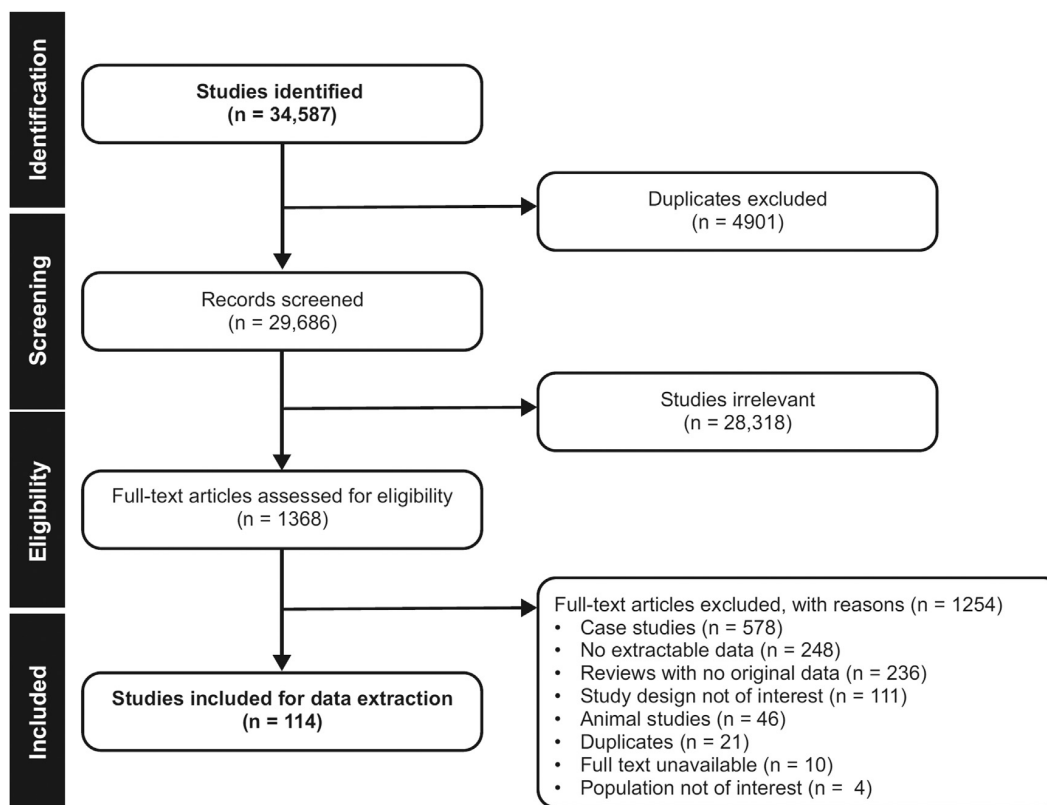 Identification
Studies identified
(n = 34,587)
Duplicates excluded
(n = 4901)
Screening
Records screened
(n = 29,686)
Studies irrelevant
(n = 28,318)
Eligibility
Full-text articles assessed for eligibility
(n = 1368)
Full-text articles excluded, with reasons (n = 1254)
• Case studies (n = 578)
• No extractable data (n = 248)
• Reviews with no original data (n = 236)
• Study design not of interest (n = 111)
• Animal studies (n = 46)
• Duplicates (n = 21)
• Full text unavailable (n = 10)
• Population not of interest (n = 4)
Included
Studies included for data extraction
(n = 114)